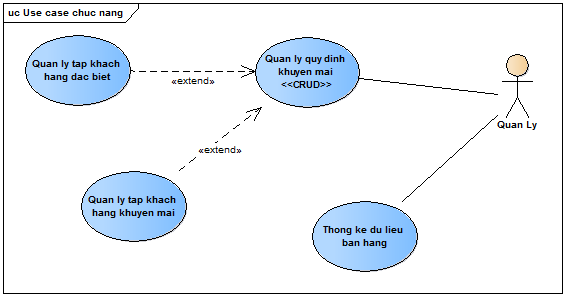 uc Use case chuc nang
Quan ly tap khach
hang dac biet
«extend»
Quan ly quy dinh
khuyen mai
<<CRUD>>
Quan Ly
«extend»
Quan ly tap khach
hang khuyen mai
Thong ke du lieu
ban hang